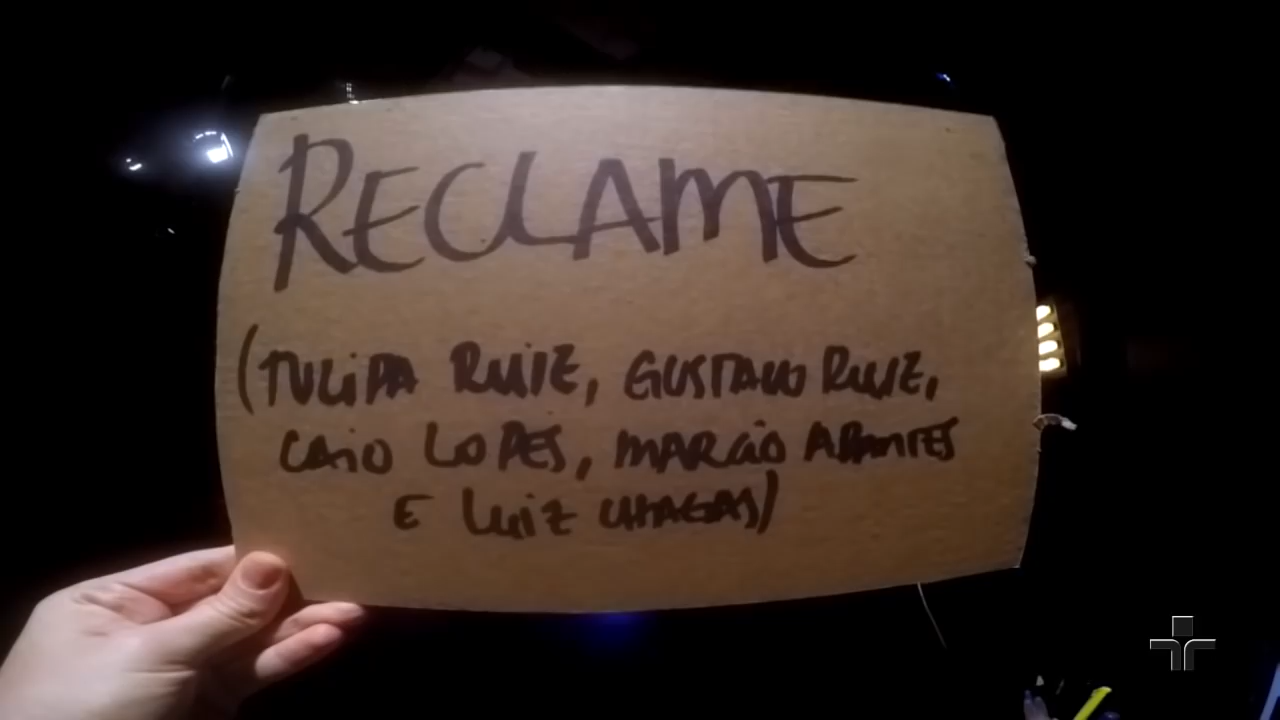 RECLAME
(TULIPA RUIZ, GUSTAVO RUIZ,
CAIO LOPES, MARCIO ARANTES
E LUIZ CHAGAS)